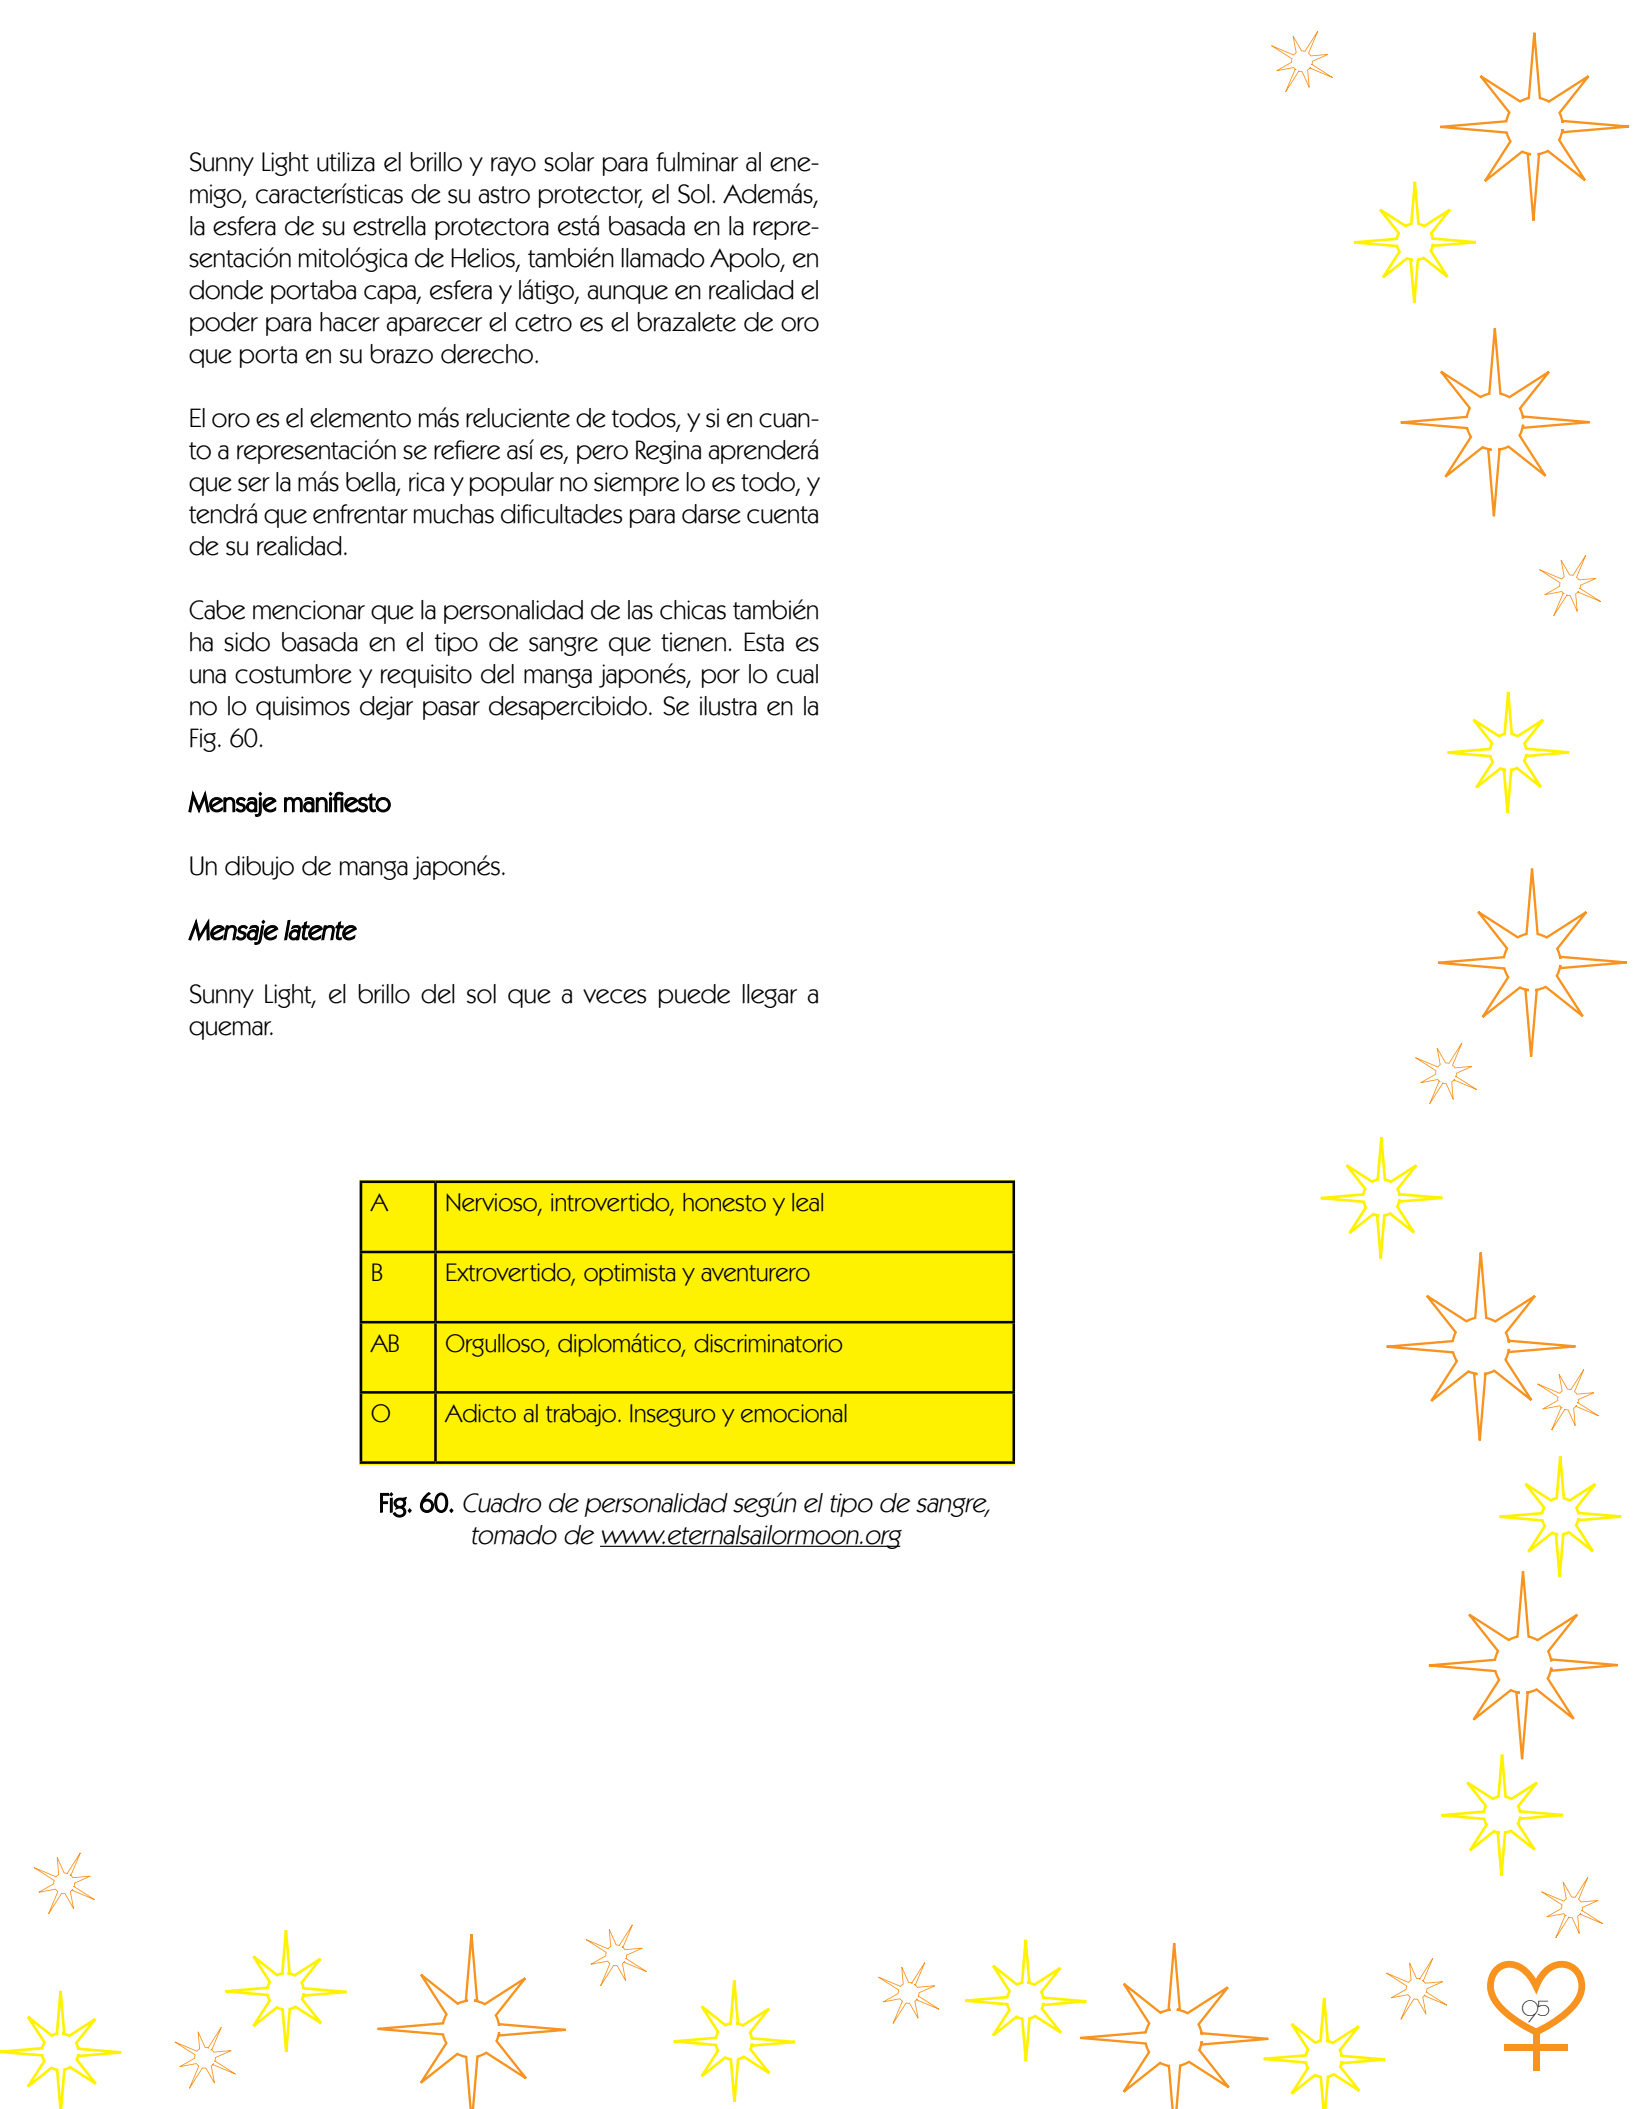 Sunny Light utiliza el brillo y rayo solar para fulminar al ene-
migo, características de su astro protector, el Sol. Además,
la esfera de su estrella protectora está basada en la repre-
sentación mitológica de Helios, también llamado Apolo, en
donde portaba capa, esfera y látigo, aunque en realidad el
poder para hacer aparecer el cetro es el brazalete de oro
que porta en su brazo derecho.
El oro es el elemento más reluciente de todos, y si en cuan-
to a representación se refiere así es, pero Regina aprenderá
que ser la más bella, rica y popular no siempre lo es todo, y
tendrá que enfrentar muchas dificultades para darse cuenta
de su realidad.
Cabe mencionar que la personalidad de las chicas también
ha sido basada en el tipo de sangre que tienen. Esta es
una costumbre y requisito del manga japonés, por lo cual
no lo quisimos dejar pasar desapercibido. Se ilustra en la
Fig. 60.
Mensaje manifiesto
Un dibujo de manga japonés.
Mensaje latente
Sunny Light, el brillo del sol que a veces puede llegar a
quemar.
A Nervioso, introvertido, honesto y leal
B Extrovertido, optimista y aventurero
AB Orgulloso, diplomático, discriminatorio
O Adicto al trabajo. Inseguro y emocional
Fig. 60. Cuadro de personalidad según el tipo de sangre,
tomado de www.eternalsailormoon.org
95